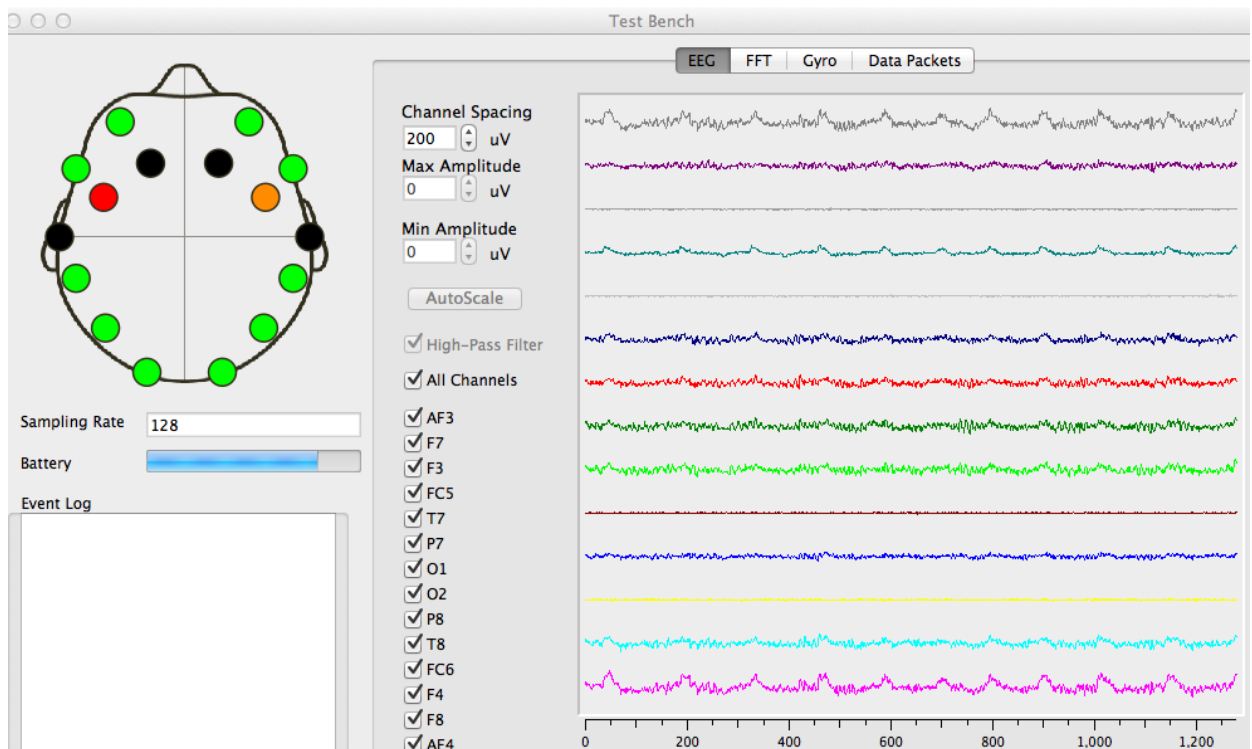 Test Bench
EEG FFT Gyro Data Packets
Channel Spacing
200 uV
Max Amplitude
0 uV
Min Amplitude
0 uV
AutoScale
High-Pass Filter
All Channels
AF3
F7
F3
FC5
T7
P7
O1
O2
P8
T8
FC6
F4
F8
AF4
Sampling Rate 128
Battery
Event Log
0 200 400 600 800 1,000 1,200